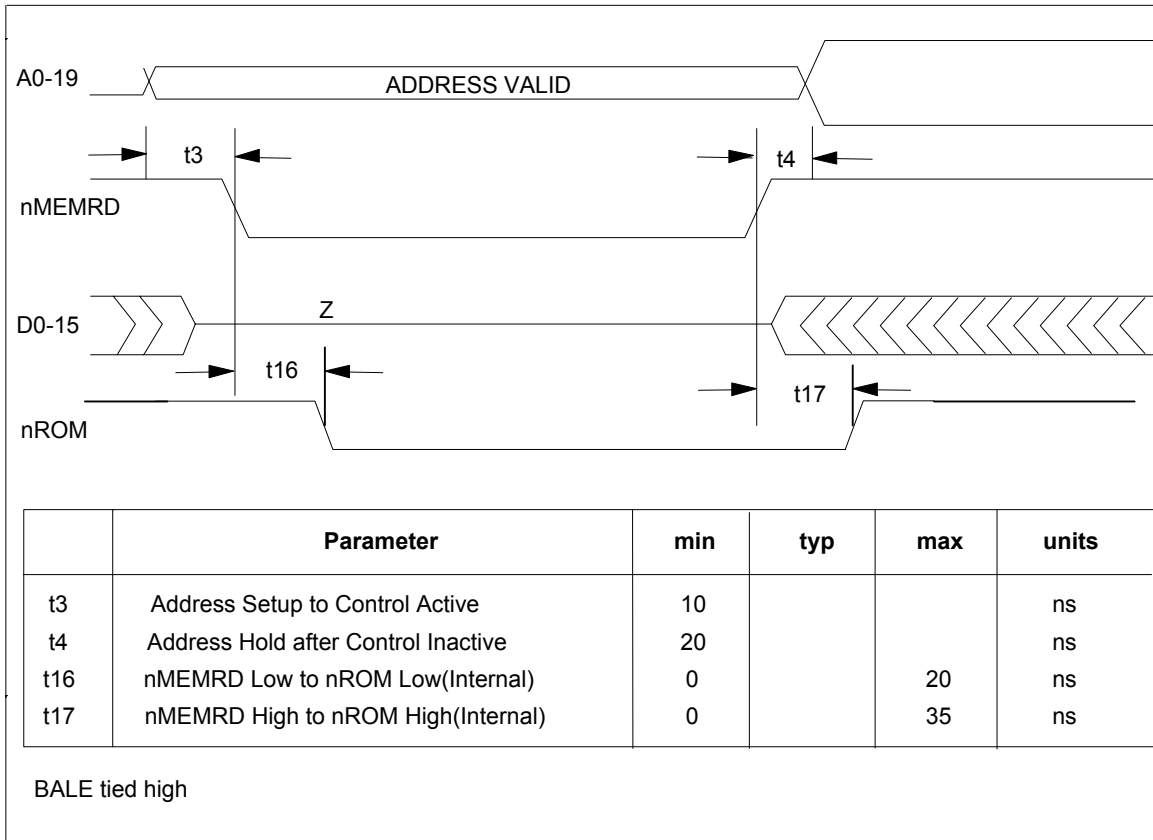 A0-19
ADDRESS VALID
t3
t4
nMEMRD
Z
D0-15
t16
t17
nROM
Parameter min typ max units
t3 Address Setup to Control Active 10 ns
t4 Address Hold after Control Inactive 20 ns
t16 nMEMRD Low to nROM Low(Internal) 0 20 ns
t17 nMEMRD High to nROM High(Internal) 0 35 ns
BALE tied high